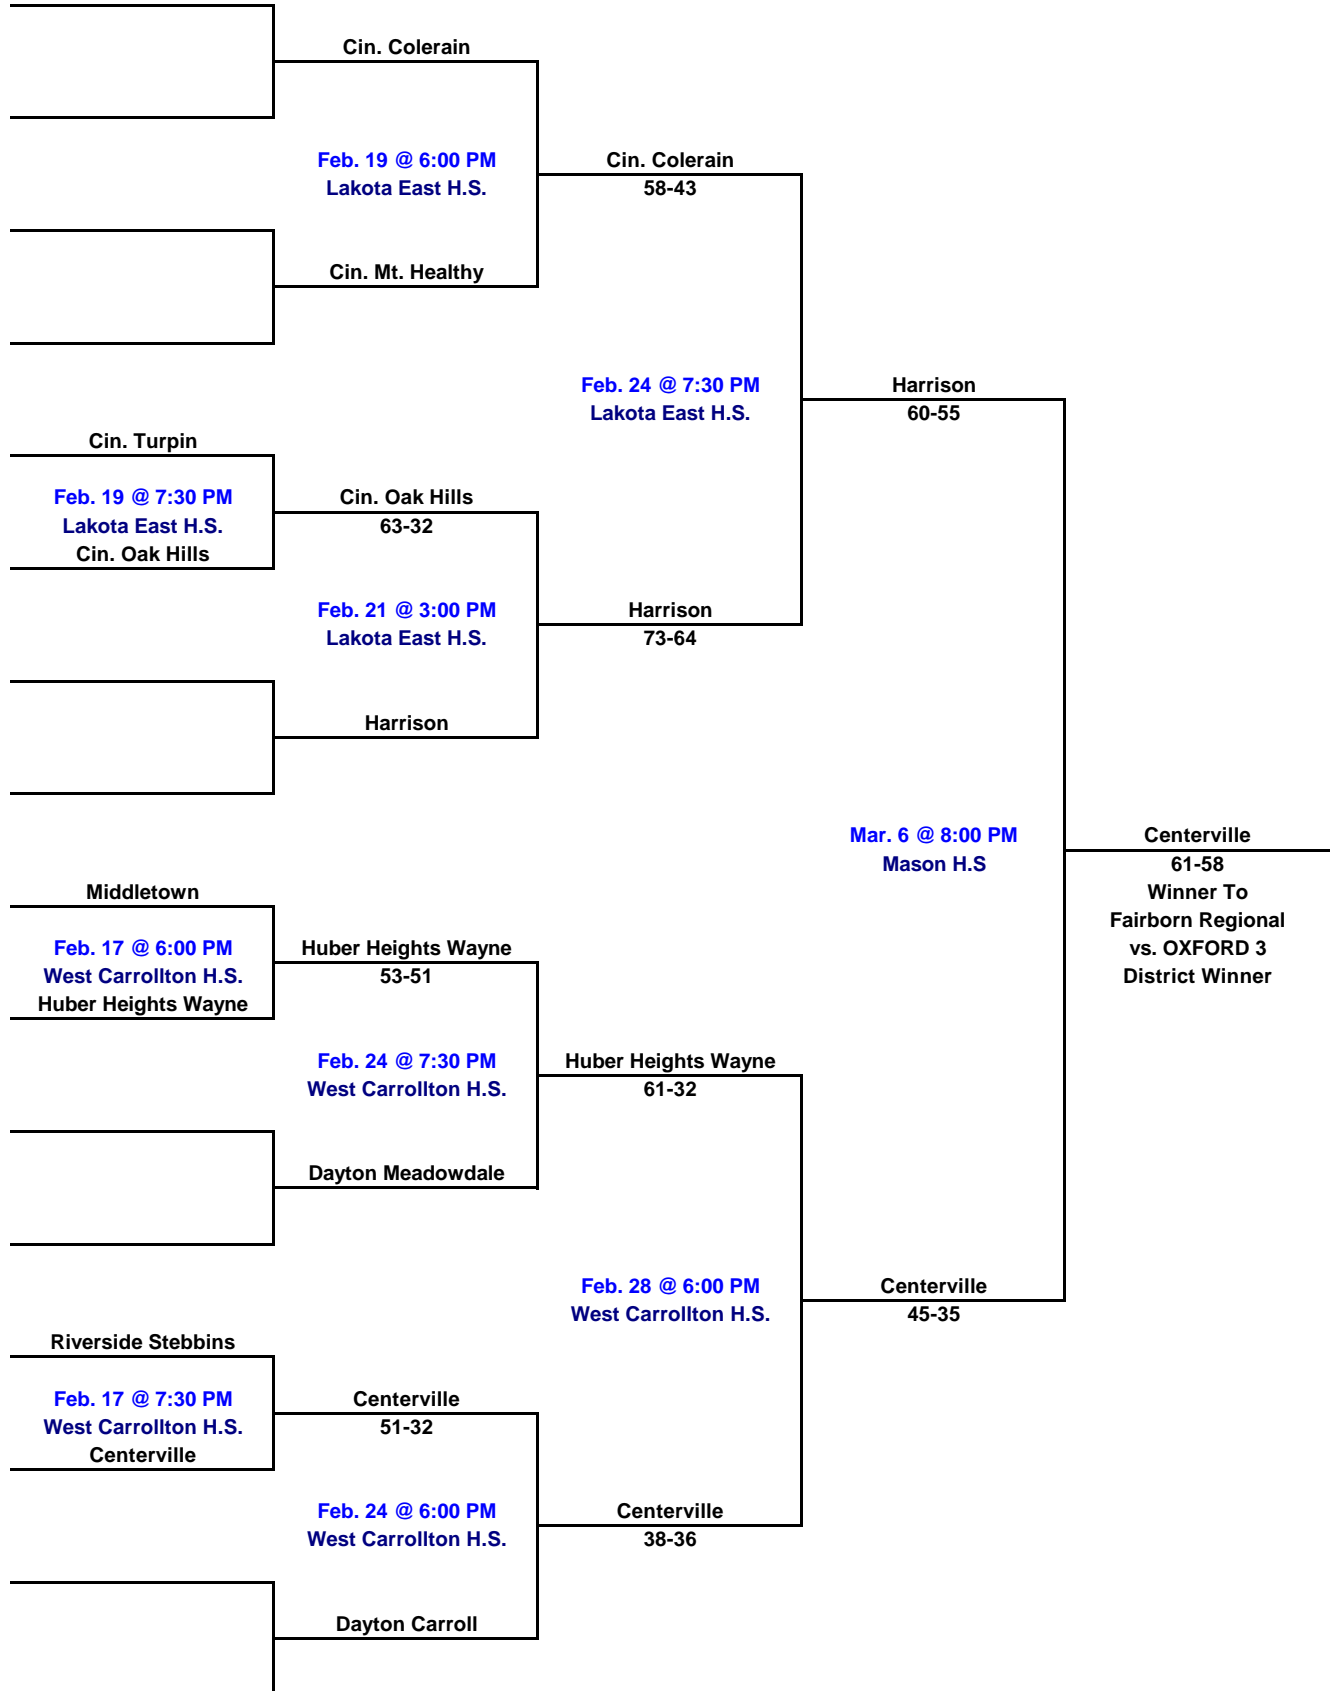 Cin. Colerain
Feb. 19 @ 6:00 PM
Lakota East H.S.
Cin. Colerain
58-43
Cin. Mt. Healthy
Feb. 24 @ 7:30 PM
Lakota East H.S.
Harrison
60-55
Cin. Turpin
Feb. 19 @ 7:30 PM
Lakota East H.S.
Cin. Oak Hills
Cin. Oak Hills
63-32
Feb. 21 @ 3:00 PM
Lakota East H.S.
Harrison
73-64
Harrison
Mar. 6 @ 8:00 PM
Mason H.S
Centerville
61-58
Winner To
Fairborn Regional
vs. OXFORD 3
District Winner
Middletown
Feb. 17 @ 6:00 PM
West Carrollton H.S.
Huber Heights Wayne
Huber Heights Wayne
53-51
Feb. 24 @ 7:30 PM
West Carrollton H.S.
Huber Heights Wayne
61-32
Dayton Meadowdale
Feb. 28 @ 6:00 PM
West Carrollton H.S.
Centerville
45-35
Riverside Stebbins
Feb. 17 @ 7:30 PM
West Carrollton H.S.
Centerville
Centerville
51-32
Feb. 24 @ 6:00 PM
West Carrollton H.S.
Centerville
38-36
Dayton Carroll